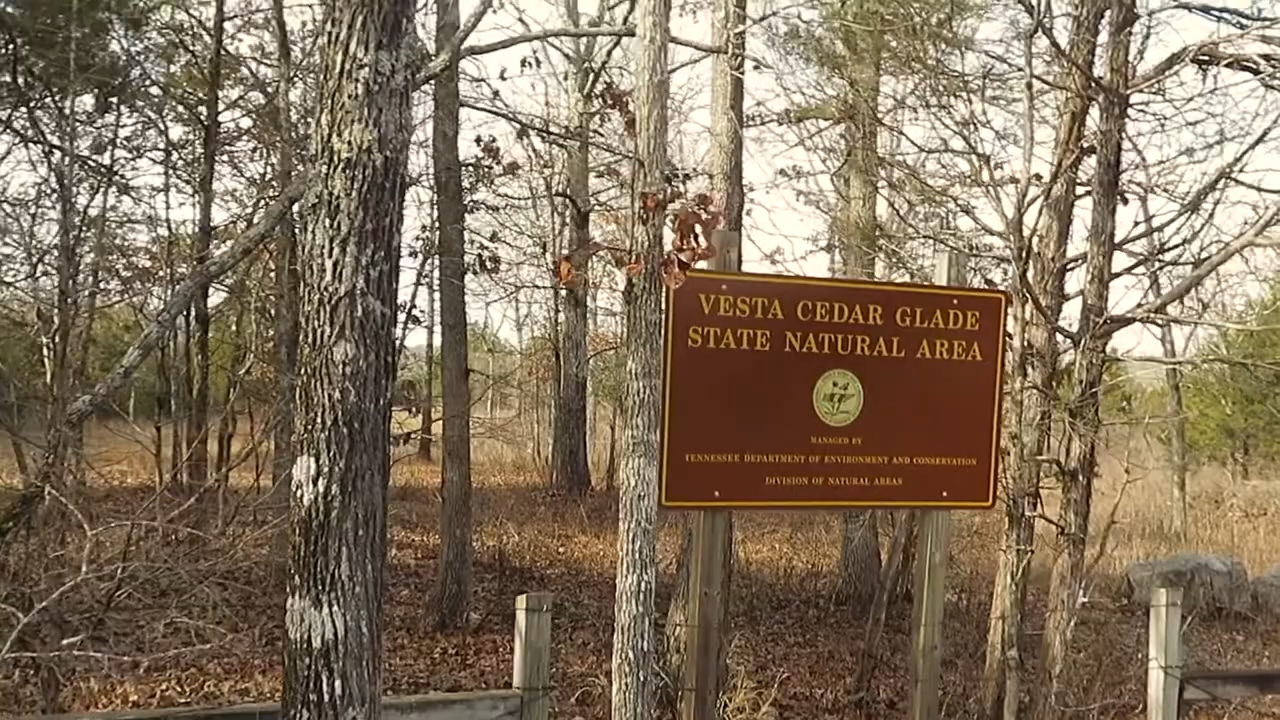 VESTA CEDAR GLADE
STATE NATURAL AREA
MANAGED BY
TENNESSEE DEPARTMENT OF ENVIRONMENT AND CONSERVATION
DIVISION OF NATURAL AREAS